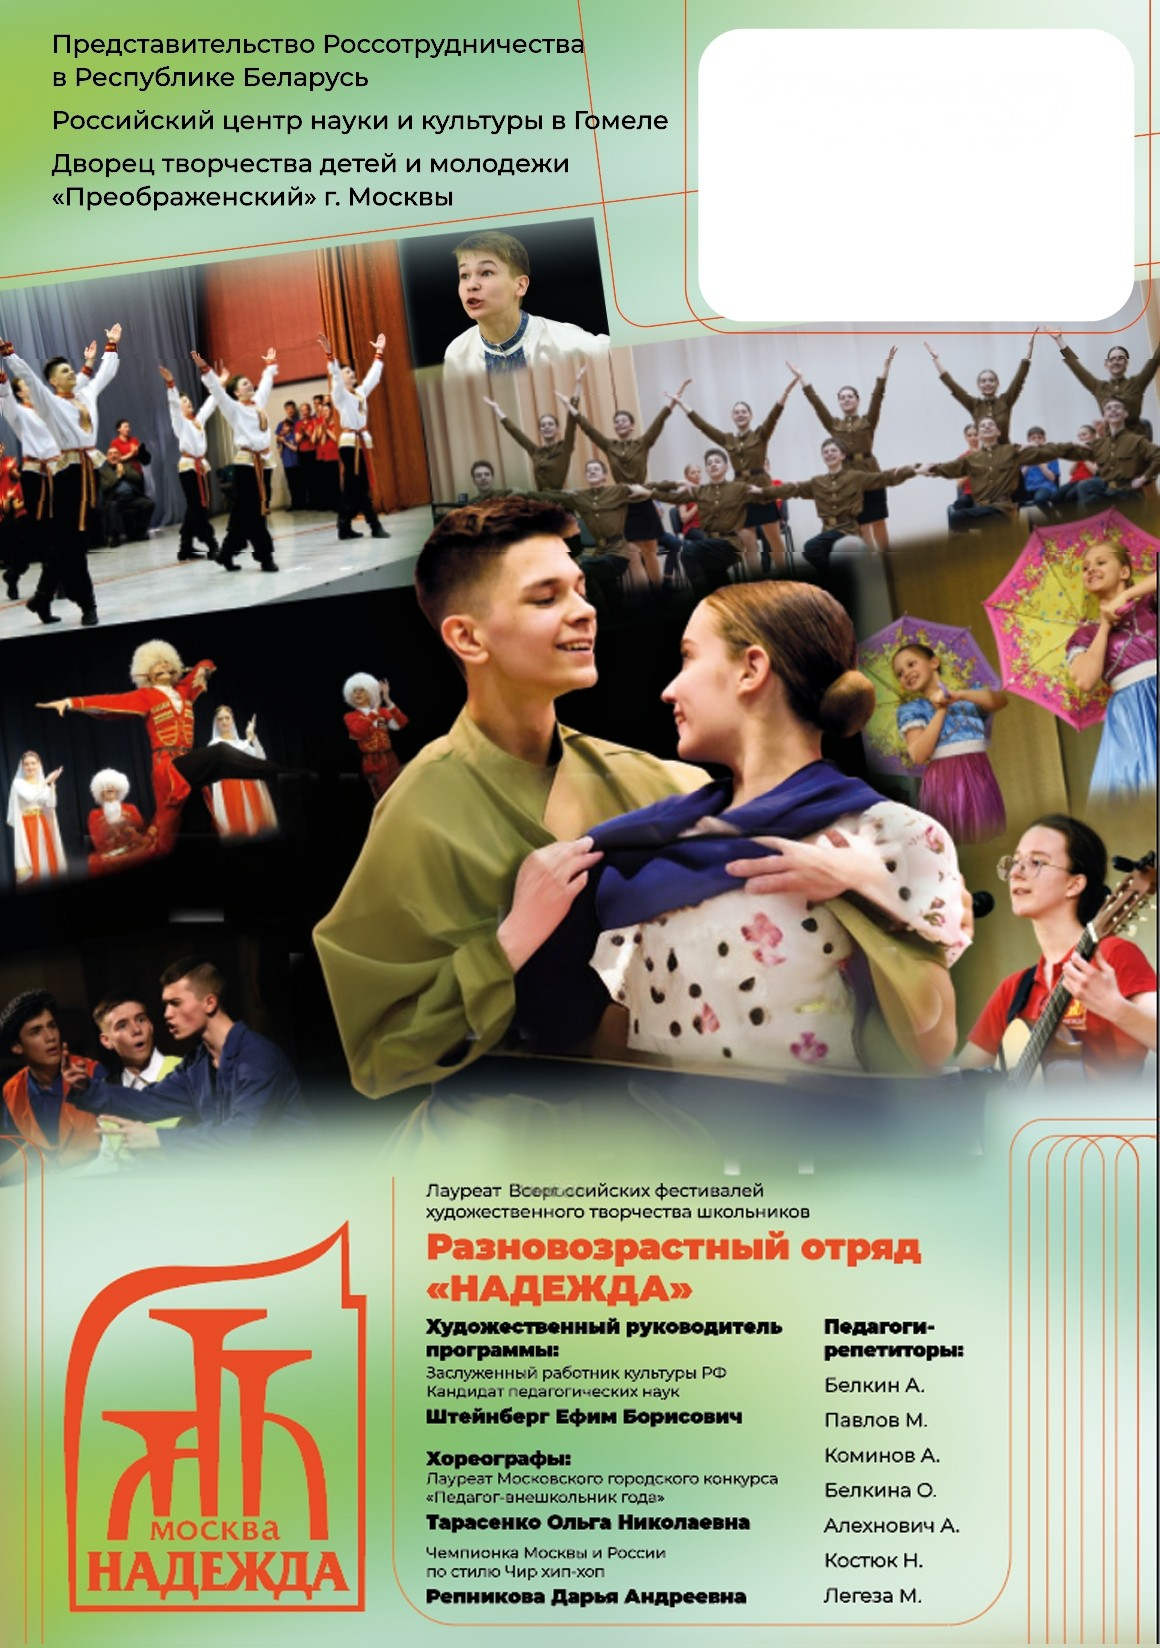 Представительство Россотрудничества
в Республике Беларусь
Российский центр науки и культуры в Гомеле
Дворец творчества детей и молодежи
«Преображенский» г. Москвы
Лауреат Всероссийских фестивалей
художественного творчества школьников
Разновозрастный отряд
«НАДЕЖДА»
Художественный руководитель
программы:
Заслуженный работник культуры РФ
Кандидат педагогических наук
Штейнберг Ефим Борисович
Хореографы:
Лауреат Московского городского конкурса
«Педагог-внешкольник года»
Тарасенко Ольга Николаевна
Чемпионка Москвы и России
по стилю Чир хип-хоп
Репникова Дарья Андреевна
Педагоги-
репетиторы:
Белкин А.
Павлов М.
Коминов А.
Белкина О.
Алехнович А.
Костюк Н.
Легеза М.
МОСКВА
НАДЕЖДА